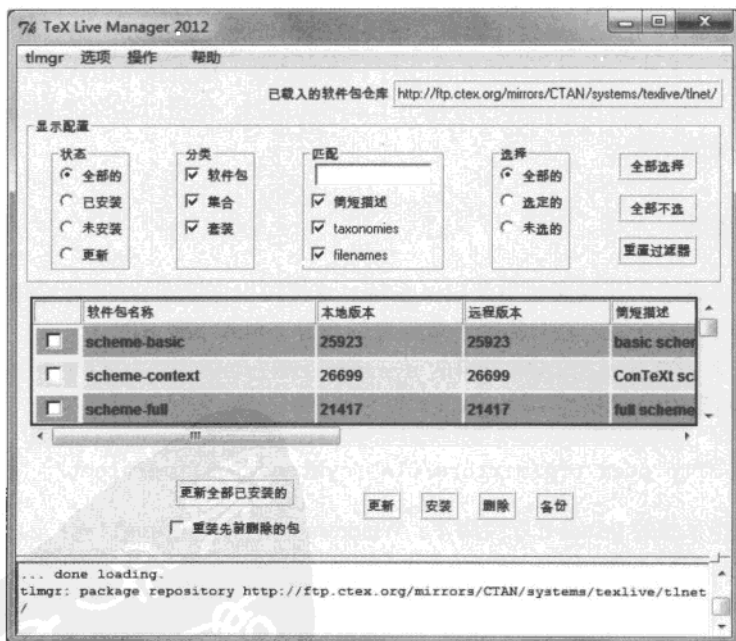 TeX Live Manager 2012
tlmgr 选项 操作 帮助
已载入的软件包仓库 http://ftp.ctex.org/mirrors/CTAN/systems/texlive/tlnet/
显示配置
状态 分类 匹配 选择
全部的 软件包 全部的 全部选择
已安装 集合 简短描述 选定的 全部不选
未安装 套装 taxonomies 未选的
更新 filenames 重置过滤器
软件包名称 本地版本 远程版本 简短描述
scheme-basic 25923 25923 basic scher
scheme-context 26699 26699 ConTeXt sc
scheme-full 21417 21417 full scheme
更新全部已安装的 更新 安装 删除 备份
重装先前删除的包
... done loading.
tlmgr: package repository http://ftp.ctex.org/mirrors/CTAN/systems/texlive/tlnet
/